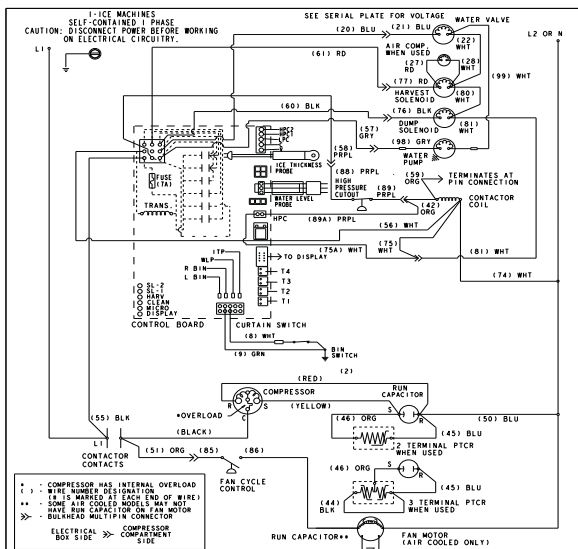 I-ICE MACHINES
SELF-CONTAINED 1 PHASE
CAUTION: DISCONNECT POWER BEFORE WORKING
ON ELECTRICAL CIRCUITRY.
SEE SERIAL PLATE FOR VOLTAGE
L1
L2 OR N
(20) BLU
(21) BLU
WATER VALVE
(22)
WHT
AIR COMP.
WHEN USED
(61) RD
(27)
RD
(28)
WHT
(99) WHT
(77) RD
HARVEST
SOLENOID
(80)
WHT
(60) BLK
(76) BLK
DUMP
SOLENOID
(81)
WHT
(57)
GRY
(98) GRY
WATER
PUMP
HPC2
HPC1
LPC
(58)
PRPL
(88) PRPL
ICE THICKNESS
PROBE
FUSE
(7A)
HIGH
PRESSURE
CUTOUT
(59)
ORG
TERMINATES AT
PIN CONNECTION
(89)
PRPL
(42)
ORG
CONTACTOR
COIL
WATER LEVEL
PROBE
TRANS.
HPC
(89A) PRPL
(56) WHT
(75)
WHT
(75A) WHT
(81) WHT
(74) WHT
ITP
WLP
R BIN
L BIN
TO DISPLAY
T4
T3
T2
T1
SL-2
SL-1
HARV
CLEAN
MICRO
DISPLAY
CONTROL BOARD
CURTAIN SWITCH
(8) WHT
(9) GRN
BIN
SWITCH
(2)
(RED)
COMPRESSOR
RUN
CAPACITOR
R
S
C
*OVERLOAD
(YELLOW)
S
R
(55) BLK
(BLACK)
(46) ORG
(50) BLU
(45) BLU
2 TERMINAL PTCR
WHEN USED
L1
CONTACTOR
CONTACTS
(51) ORG
(85)
(86)
FAN CYCLE
CONTROL
(46) ORG
S
R
(45) BLU
(44)
BLK
3 TERMINAL PTCR
WHEN USED
* - COMPRESSOR HAS INTERNAL OVERLOAD
( ) - WIRE NUMBER DESIGNATION
(# IS MARKED AT EACH END OF WIRE)
** - SOME AIR COOLED MODELS MAY NOT
HAVE RUN CAPACITOR ON FAN MOTOR
>>- BULKHEAD MULTIPIN CONNECTOR
ELECTRICAL
BOX SIDE
>>
COMPRESSOR
COMPARTMENT
SIDE
RUN CAPACITOR**
FAN MOTOR
(AIR COOLED ONLY)